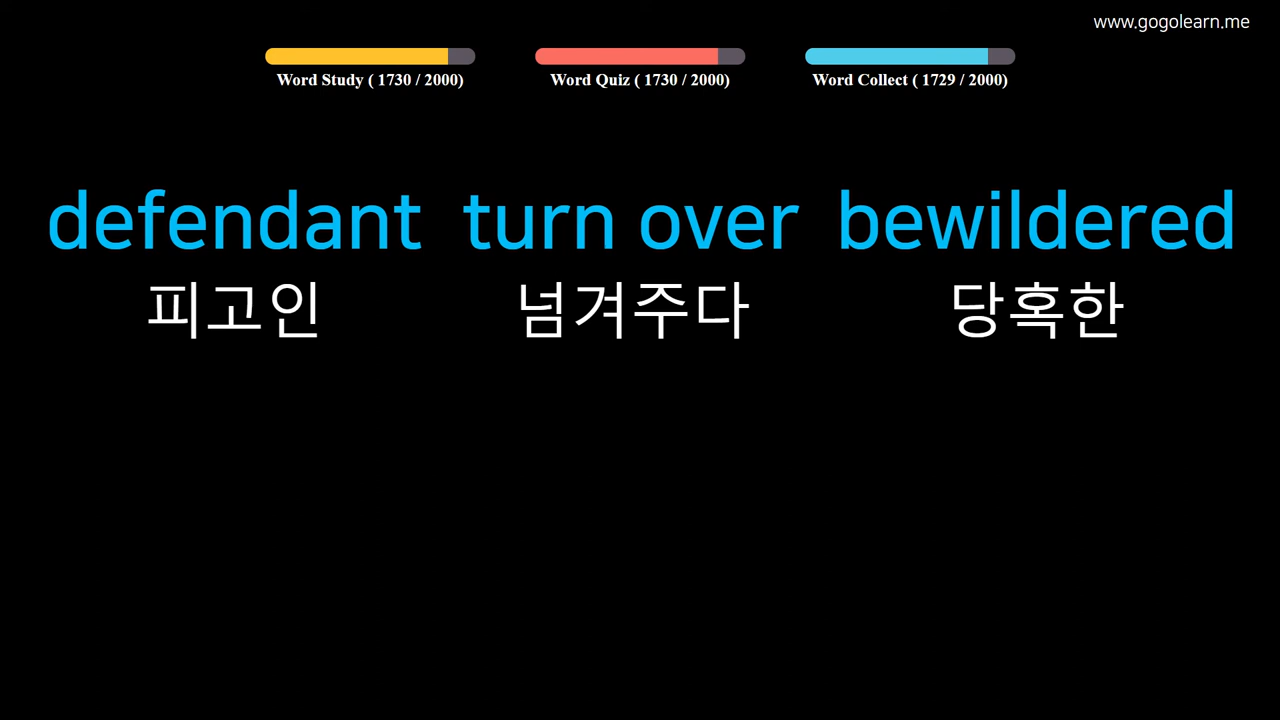 www.gogolearn.me
Word Study ( 1730 / 2000)
Word Quiz ( 1730 / 2000)
Word Collect ( 1729 / 2000)
defendant turn over bewildered
피고인 넘겨주다 당혹한